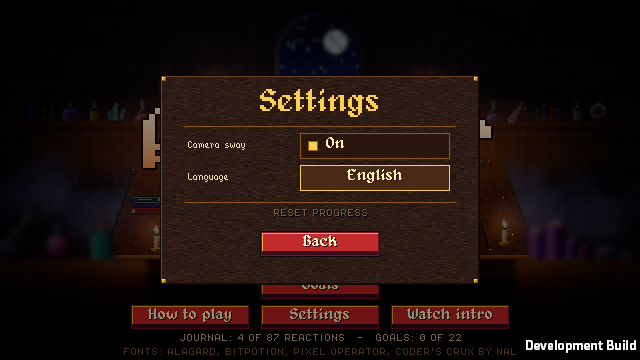 Settings
Camera sway
On
Language
English
RESET PROGRESS
Back
Goals
How to play
Settings
Watch intro
JOURNAL: 4 OF 87 REACTIONS - GOALS: 0 OF 22
FONTS: ALAGARD, BITPOTION, PIXEL OPERATOR, CODER'S CRUX BY NAL
Development Build